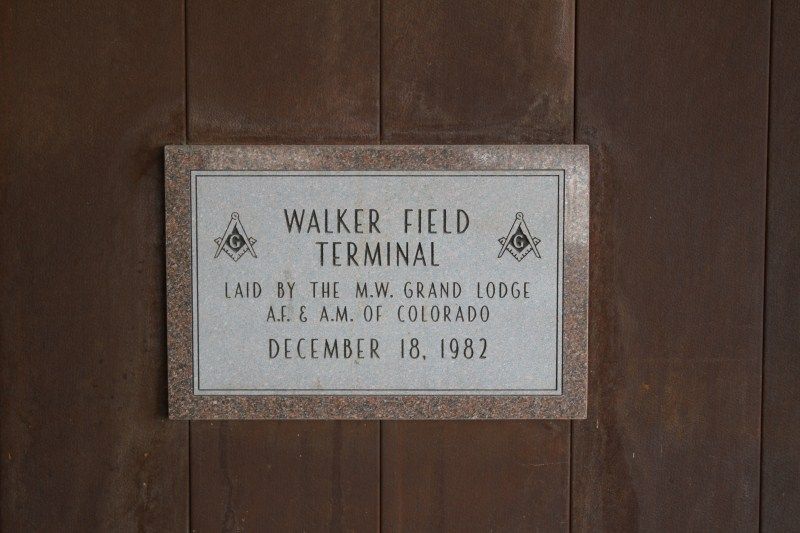 WALKER FIELD
TERMINAL
G
G
LAID BY THE M.W. GRAND LODGE
A.F. & A.M. OF COLORADO
DECEMBER 18, 1982